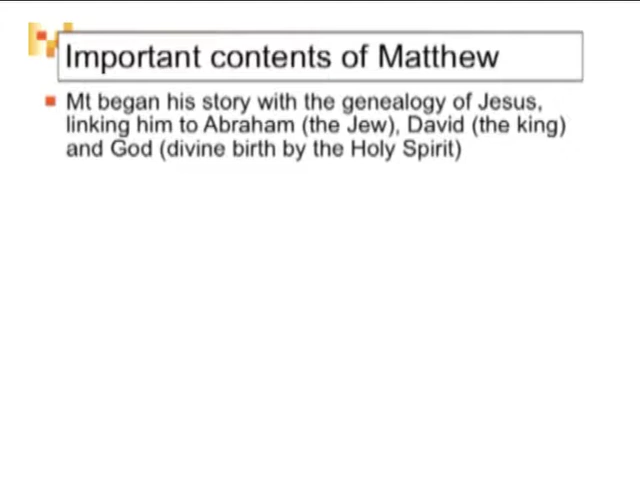 Important contents of Matthew
Mt began his story with the genealogy of Jesus,
linking him to Abraham (the Jew), David (the king)
and God (divine birth by the Holy Spirit)